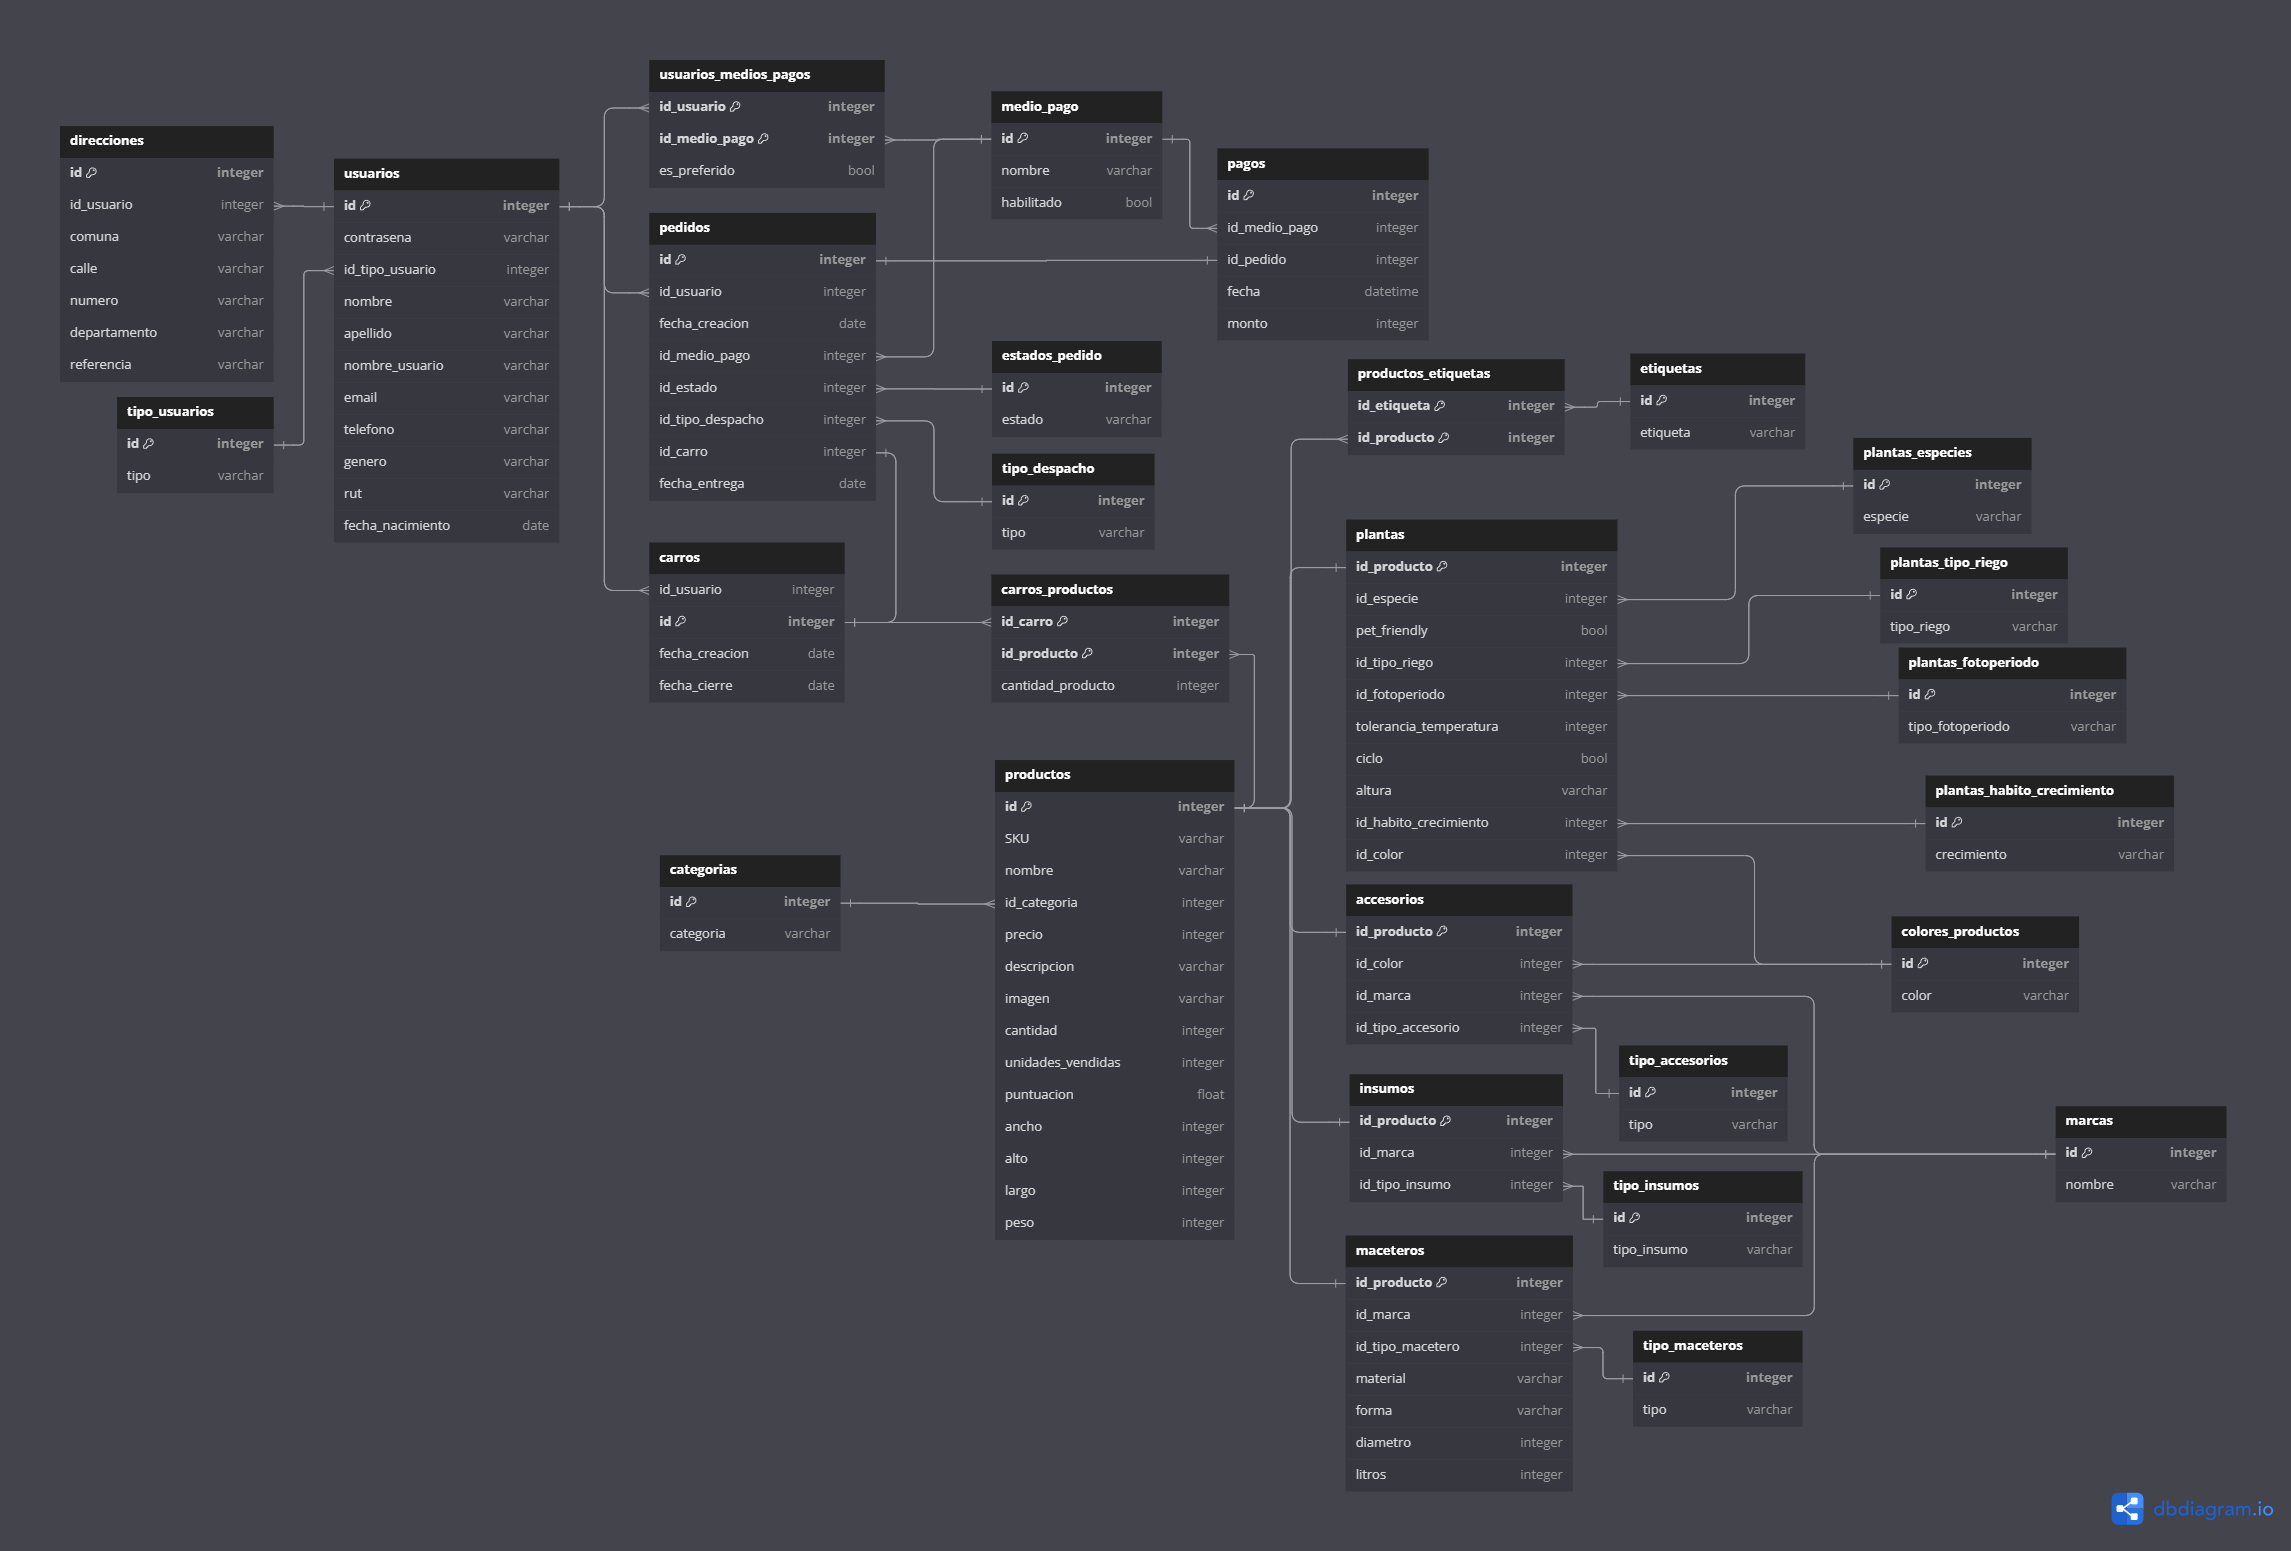 direcciones
id integer
id_usuario integer
comuna varchar
calle varchar
numero varchar
departamento varchar
referencia varchar
tipo_usuarios
id integer
tipo varchar
usuarios
id integer
contrasena varchar
id_tipo_usuario integer
nombre varchar
apellido varchar
nombre_usuario varchar
email varchar
telefono varchar
genero varchar
rut varchar
fecha_nacimiento date
usuarios_medios_pagos
id_usuario integer
id_medio_pago integer
es_preferido bool
pedidos
id integer
id_usuario integer
fecha_creacion date
id_medio_pago integer
id_estado integer
id_tipo_despacho integer
id_carro integer
fecha_entrega date
carros
id_usuario integer
id integer
fecha_creacion date
fecha_cierre date
categorias
id integer
categoria varchar
medio_pago
id integer
nombre varchar
habilitado bool
estados_pedido
id integer
estado varchar
tipo_despacho
id integer
tipo varchar
carros_productos
id_carro integer
id_producto integer
cantidad_producto integer
productos
id integer
SKU varchar
nombre varchar
id_categoria integer
precio integer
descripcion varchar
imagen varchar
cantidad integer
unidades_vendidas integer
puntuacion float
ancho integer
alto integer
largo integer
peso integer
pagos
id integer
id_medio_pago integer
id_pedido integer
fecha datetime
monto integer
productos_etiquetas
id_etiqueta integer
id_producto integer
etiquetas
id integer
etiqueta varchar
plantas
id_producto integer
id_especie integer
pet_friendly bool
id_tipo_riego integer
id_fotoperiodo integer
tolerancia_temperatura integer
ciclo bool
altura varchar
id_habito_crecimiento integer
id_color integer
accesorios
id_producto integer
id_color integer
id_marca integer
id_tipo_accesorio integer
insumos
id_producto integer
id_marca integer
id_tipo_insumo integer
maceteros
id_producto integer
id_marca integer
id_tipo_macetero integer
material varchar
forma varchar
diametro integer
litros integer
tipo_accesorios
id integer
tipo varchar
tipo_insumos
id integer
tipo_insumo varchar
tipo_maceteros
id integer
tipo varchar
plantas_especies
id integer
especie varchar
plantas_tipo_riego
id integer
tipo_riego varchar
plantas_fotoperiodo
id integer
tipo_fotoperiodo varchar
plantas_habito_crecimiento
id integer
crecimiento varchar
colores_productos
id integer
color varchar
marcas
id integer
nombre varchar
dbdiagram.io